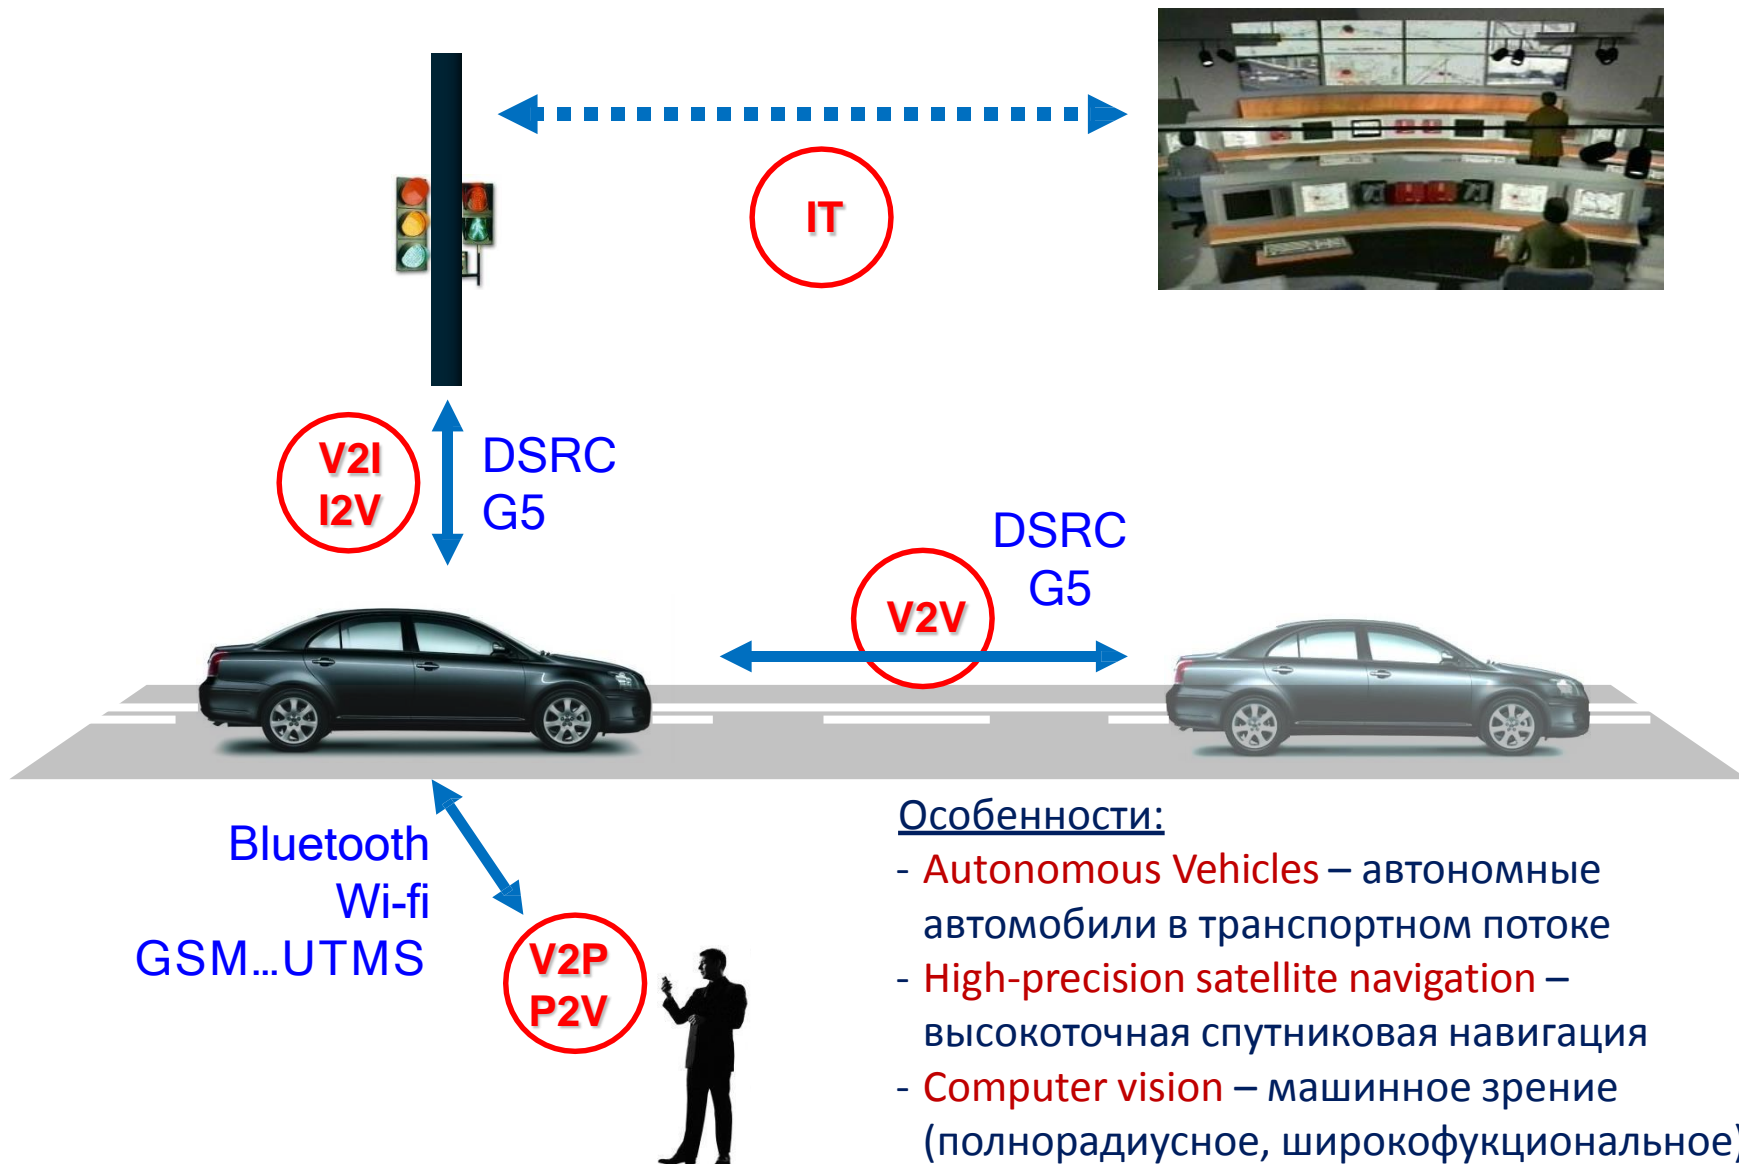 IT
V2I
I2V
DSRC
G5
DSRC
G5
V2V
Bluetooth
Wi-fi
GSM...UTMS
V2P
P2V
Особенности:
- Autonomous Vehicles – автономные
автомобили в транспортном потоке
- High-precision satellite navigation –
высокоточная спутниковая навигация
- Computer vision – машинное зрение
(полнорадиусное, широкофукциональное)